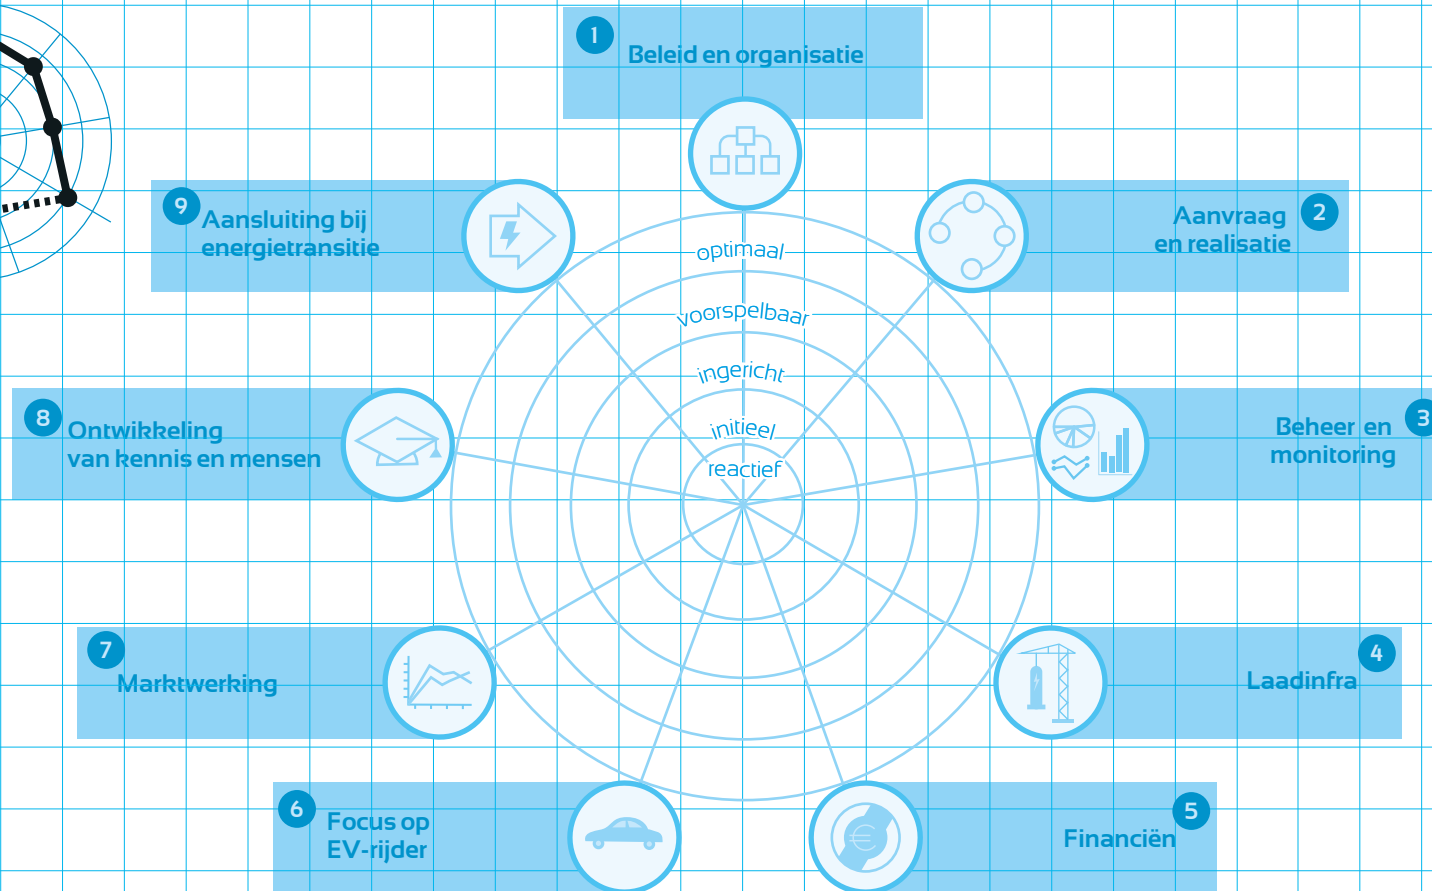 1
Beleid en organisatie
9
Aansluiting bij
energietransitie
2
Aanvraag
en realisatie
optimaal
voorspelbaar
ingericht
initieel
reactief
8
Ontwikkeling
van kennis en mensen
3
Beheer en
monitoring
7
Marktwerking
4
Laadinfra
6
Focus op
EV-rijder
5
Financiën